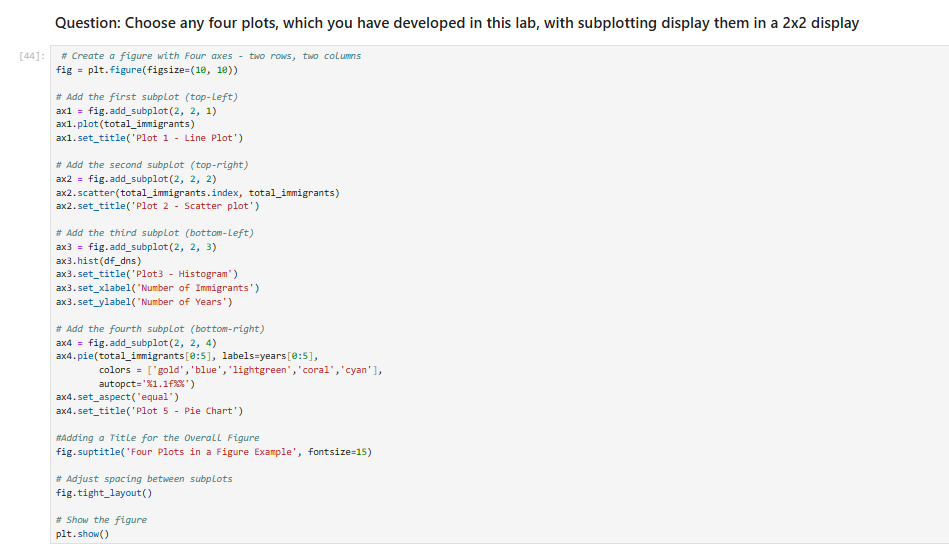 Question: Choose any four plots, which you have developed in this lab, with subplotting display them in a 2x2 display
[44]:
# Create a figure with Four axes - two rows, two columns
fig = plt.figure(figsize=(10, 10))
# Add the first subplot (top-left)
ax1 = fig.add_subplot(2, 2, 1)
ax1.plot(total_immigrants)
ax1.set_title('Plot 1 - Line Plot')
# Add the second subplot (top-right)
ax2 = fig.add_subplot(2, 2, 2)
ax2.scatter(total_immigrants.index, total_immigrants)
ax2.set_title('Plot 2 - Scatter plot')
# Add the third subplot (bottom-left)
ax3 = fig.add_subplot(2, 2, 3)
ax3.hist(df_dns)
ax3.set_title('Plot3 - Histogram')
ax3.set_xlabel('Number of Immigrants')
ax3.set_ylabel('Number of Years')
# Add the fourth subplot (bottom-right)
ax4 = fig.add_subplot(2, 2, 4)
ax4.pie(total_immigrants[0:5], labels=years[0:5],
colors = ['gold','blue','lightgreen','coral','cyan'],
autopct='%1.1f%%')
ax4.set_aspect('equal')
ax4.set_title('Plot 5 - Pie Chart')
#Adding a Title for the Overall Figure
fig.suptitle('Four Plots in a Figure Example', fontsize=15)
# Adjust spacing between subplots
fig.tight_layout()
# Show the figure
plt.show()